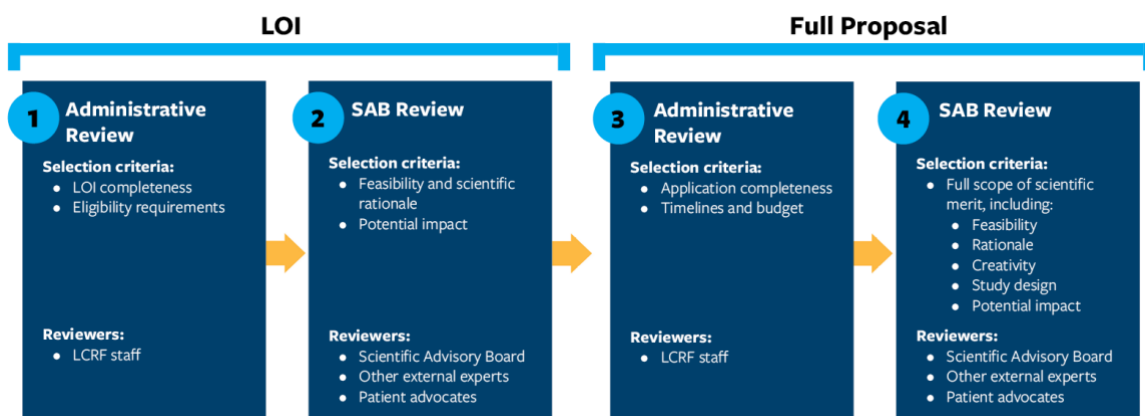 LOI
Full Proposal
1
Administrative
Review
Selection criteria:
● LOI completeness
● Eligibility requirements
Reviewers:
● LCRF staff
2
SAB Review
Selection criteria:
● Feasibility and scientific
rationale
● Potential impact
Reviewers:
● Scientific Advisory Board
● Other external experts
● Patient advocates
3
Administrative
Review
Selection criteria:
● Application completeness
● Timelines and budget
Reviewers:
● LCRF staff
4
SAB Review
Selection criteria:
● Full scope of scientific
merit, including:
● Feasibility
● Rationale
● Creativity
● Study design
● Potential impact
Reviewers:
● Scientific Advisory Board
● Other external experts
● Patient advocates